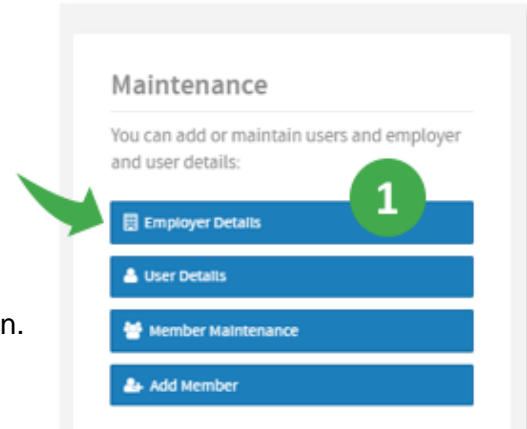 Maintenance
You can add or maintain users and employer
and user details:
1
Employer Details
User Details
n.
Member Maintenance
Add Member